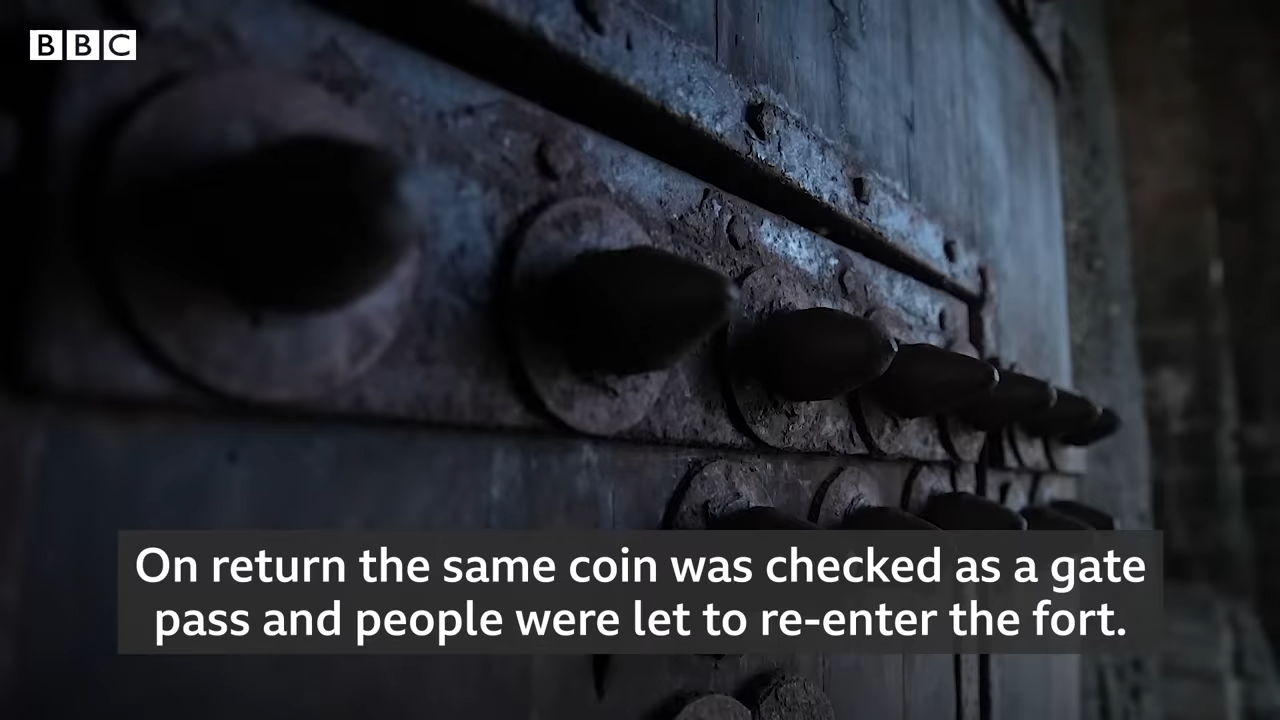 BBC
On return the same coin was checked as a gate
pass and people were let to re-enter the fort.